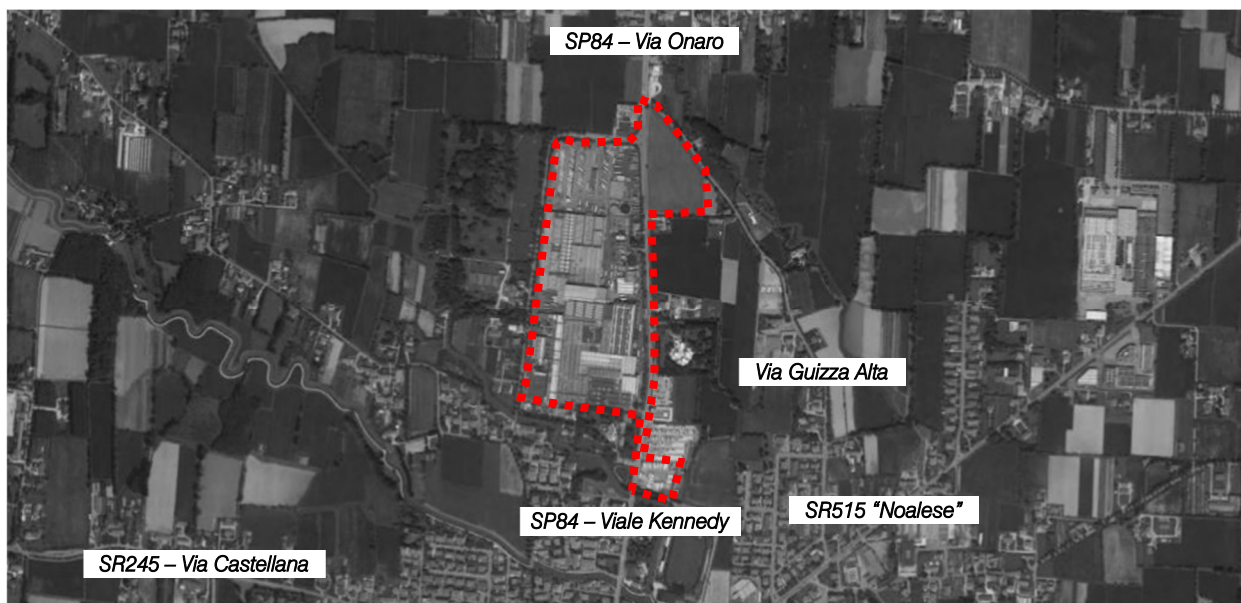 SP84 – Via Onaro
Via Guizza Alta
SR515 “Noalese”
SP84 – Viale Kennedy
SR245 – Via Castellana